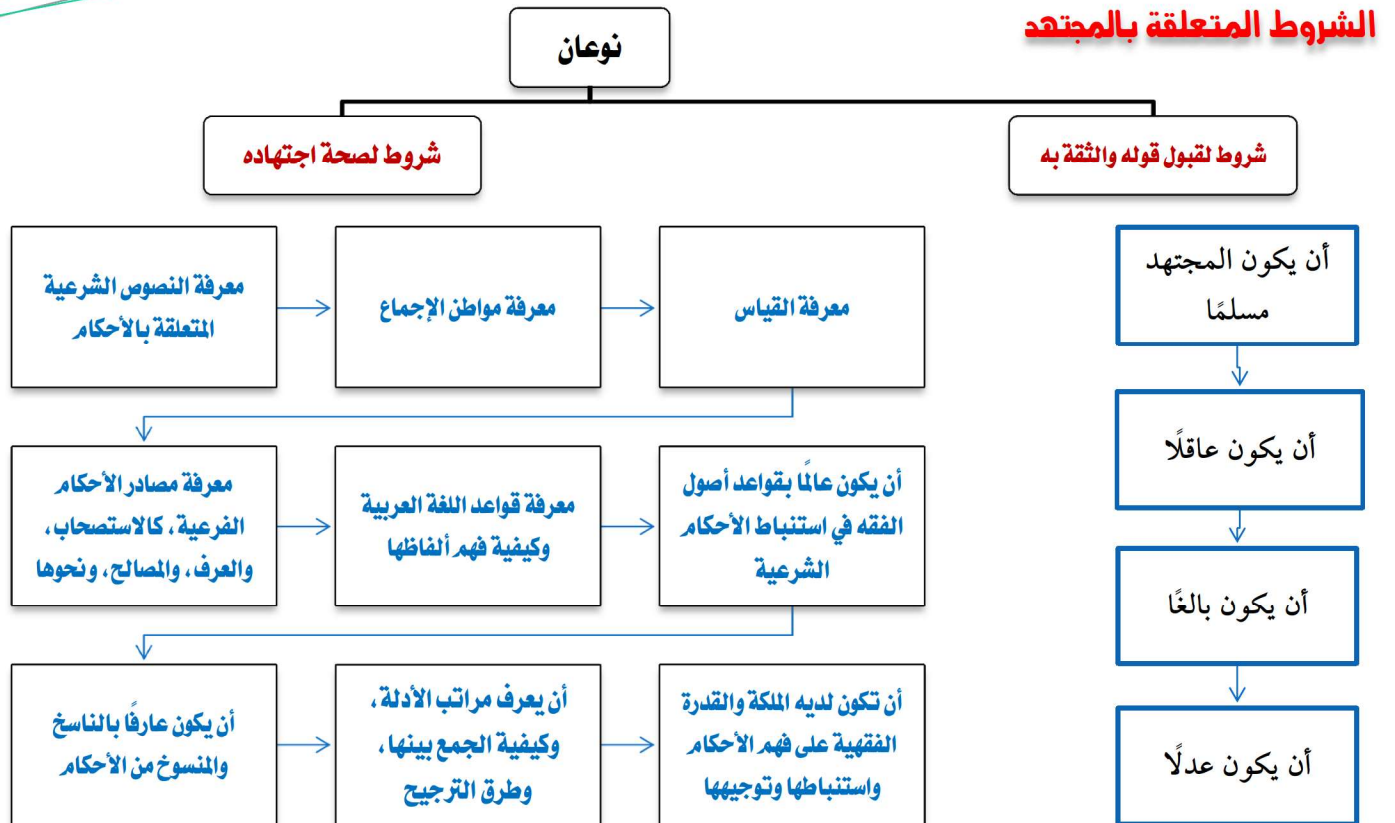 الشروط المتعلقة بالمجتهد
نوعان
شروط لقبول قوله والثقة به
أن يكون المجتهد
مسلمًا
أن يكون عاقلًا
أن يكون بالغًا
أن يكون عدلًا
شروط لصحة اجتهاده
معرفة النصوص الشرعية
المتعلقة بالأحكام
معرفة مواطن الإجماع
معرفة القياس
معرفة مصادر الأحكام
الفرعية، كالاستصحاب،
والعرف، والمصالح، ونحوها
معرفة قواعد اللغة العربية
وكيفية فهم ألفاظها
أن يكون عالمًا بقواعد أصول
الفقه في استنباط الأحكام
الشرعية
أن يكون عارفًا بالناسخ
والمنسوخ من الأحكام
أن يعرف مراتب الأدلة،
وكيفية الجمع بينها،
وطرق الترجيح
أن تكون لديه الملكة والقدرة
الفقهية على فهم الأحكام
واستنباطها وتوجيهها